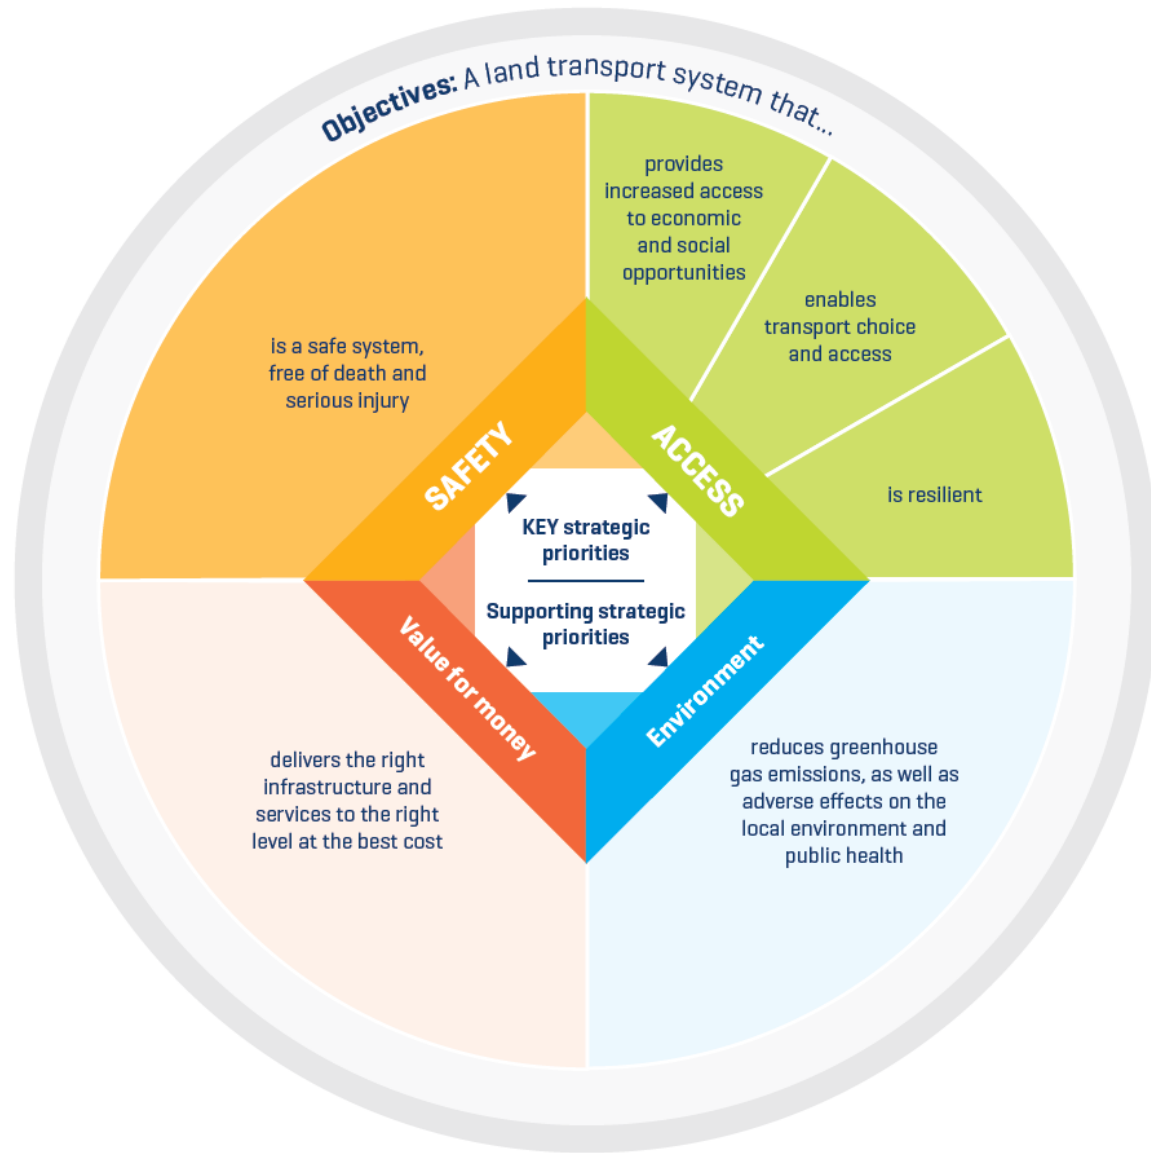 Objectives: A land transport system that...
provides
increased access
to economic
and social
opportunities
enables
transport choice
and access
is resilient
is a safe system,
free of death and
serious injury
SAFETY
ACCESS
KEY strategic
priorities
Supporting strategic
priorities
Value for money
Environment
delivers the right
infrastructure and
services to the right
level at the best cost
reduces greenhouse
gas emissions, as well as
adverse effects on the
local environment and
public health